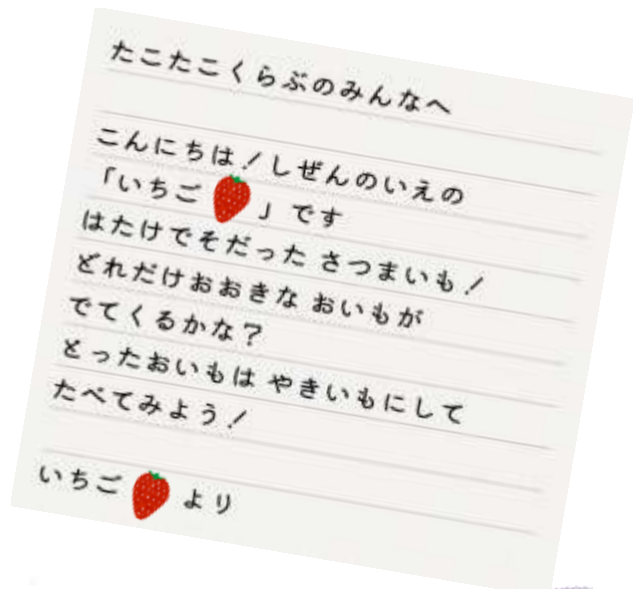 たこたこくらぶのみんなへ
こんにちは！しぜんのいえの
「いちご🍓」です
はたけでそだった さつまいも！
どれだけおおきな おいもが
でてくるかな？
とったおいもは やきいもにして
たべてみよう！
いちご🍓より